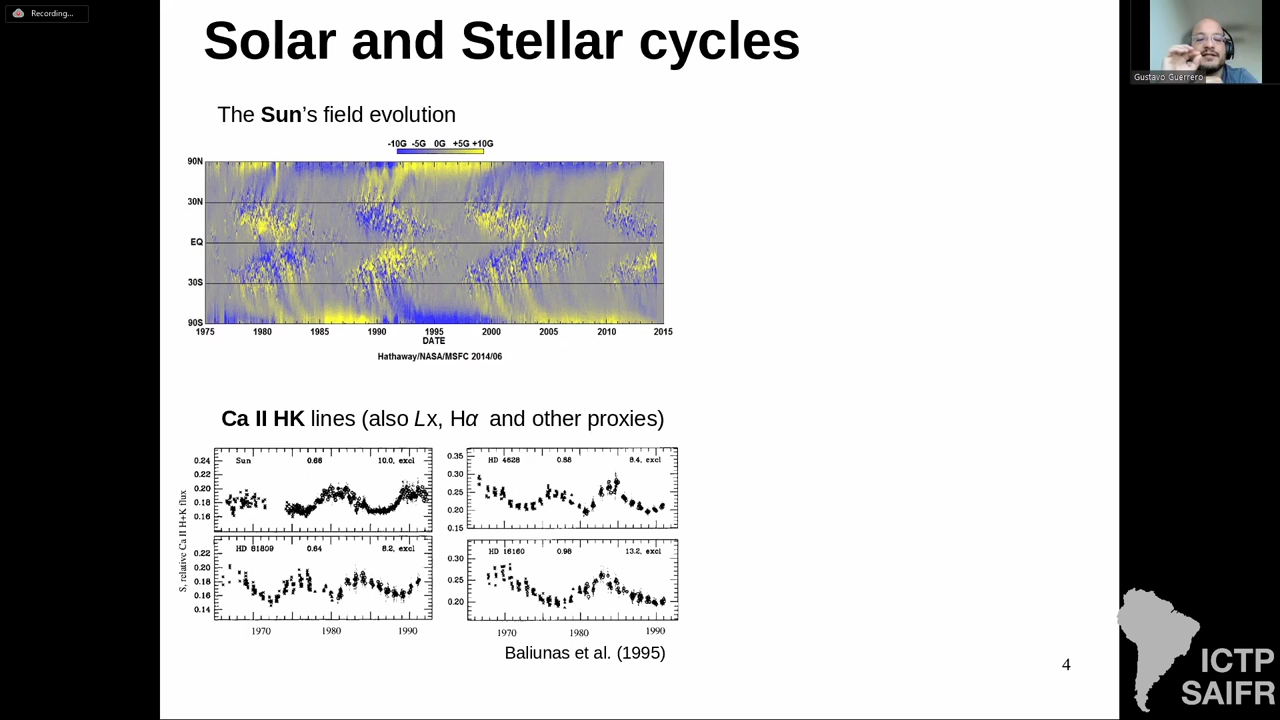 Recording...
Solar and Stellar cycles
Gustavo Guerrero
The Sun's field evolution
-10G -5G 0G +5G +10G
90N
30N
EQ
30S
90S
1975 1980 1985 1990 1995 2000 2005 2010 2015
DATE
Hathaway/NASA/MSFC 2014/06
Ca II HK lines (also Lx, Hα and other proxies)
S, relative Ca II H+K flux
Sun 0.66 10.0, excl
0.24
0.22
0.20
0.18
0.16
HD 4628 0.88 8.4, excl
0.35
0.30
0.25
0.20
0.15
HD 81809 0.64 8.2, excl
0.22
0.20
0.18
0.16
0.14
HD 16160 0.98 13.2, excl
0.30
0.25
0.20
1970 1980 1990
1970 1980 1990
Baliunas et al. (1995)
4
ICTP
SAIFR